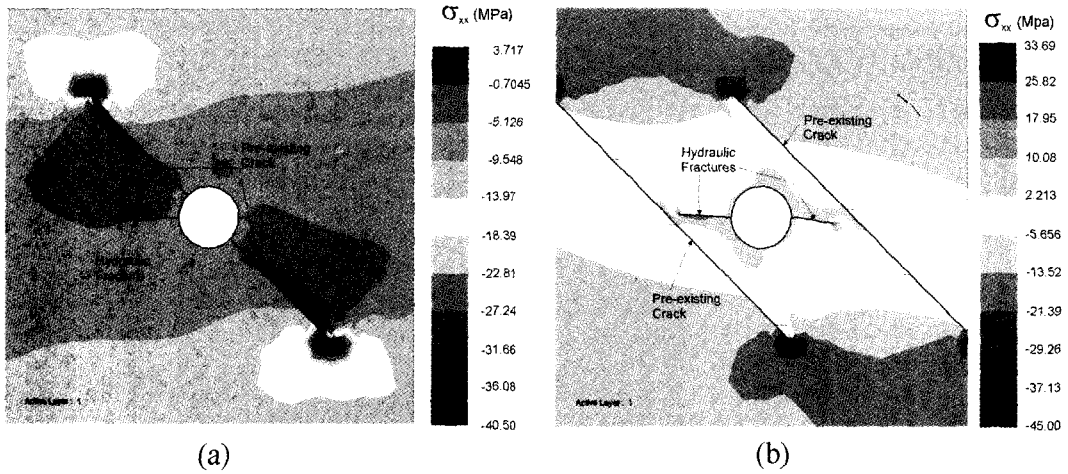 σxx (MPa)
3.717
-0.7045
-5.126
-9.548
-13.97
-18.39
-22.81
-27.24
-31.66
-36.08
-40.50
Pre-existing
Crack
Active Layer : 1
(a)
σxx (Mpa)
33.69
25.82
17.95
10.08
2.213
-5.656
-13.52
-21.39
-29.26
-37.13
-45.00
Pre-existing
Crack
Hydraulic
Fractures
Pre-existing
Crack
Active Layer : 1
(b)